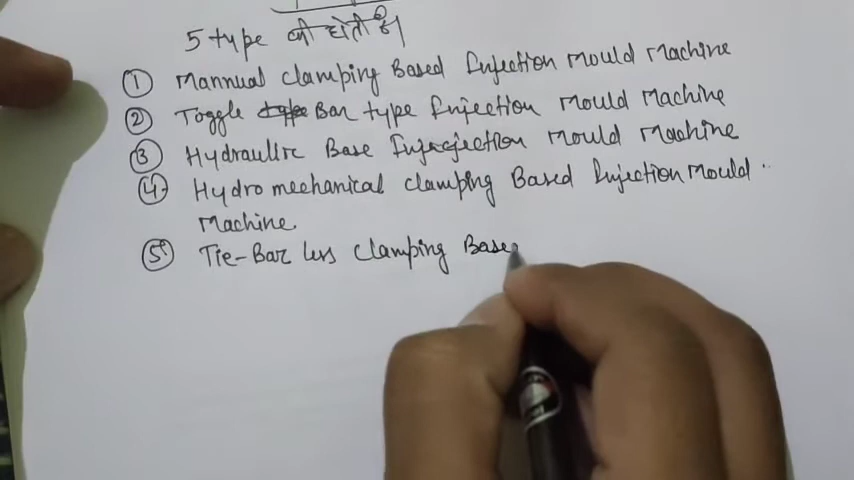 5 type की होती है।
① Mannual clamping Based Injection Mould Machine
② Toggle Bar type Injection Mould Machine
③ Hydraulic Base Injection Mould Machine
④ Hydro mechanical clamping Based Injection Mould
Machine.
⑤ Tie-Bar less clamping Base